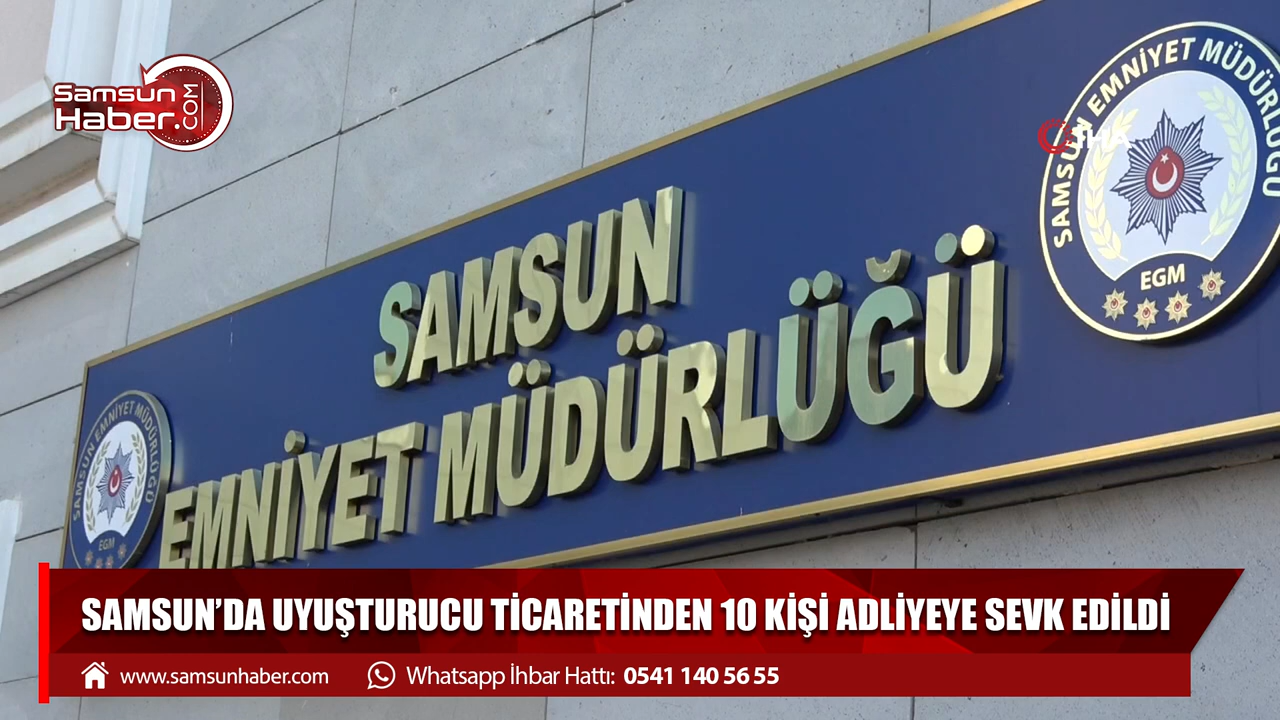 Samsun
Haber.COM
SAMSUN EMNİYET MÜDÜRLÜĞÜ
İHA
EGM
SAMSUN
EMNİYET MÜDÜRLÜĞÜ
SAMSUN EMNİYET MÜDÜRLÜĞÜ
EGM
SAMSUN'DA UYUŞTURUCU TİCARETİNDEN 10 KİŞİ ADLİYEYE SEVK EDİLDİ
www.samsunhaber.com Whatsapp İhbar Hattı: 0541 140 56 55